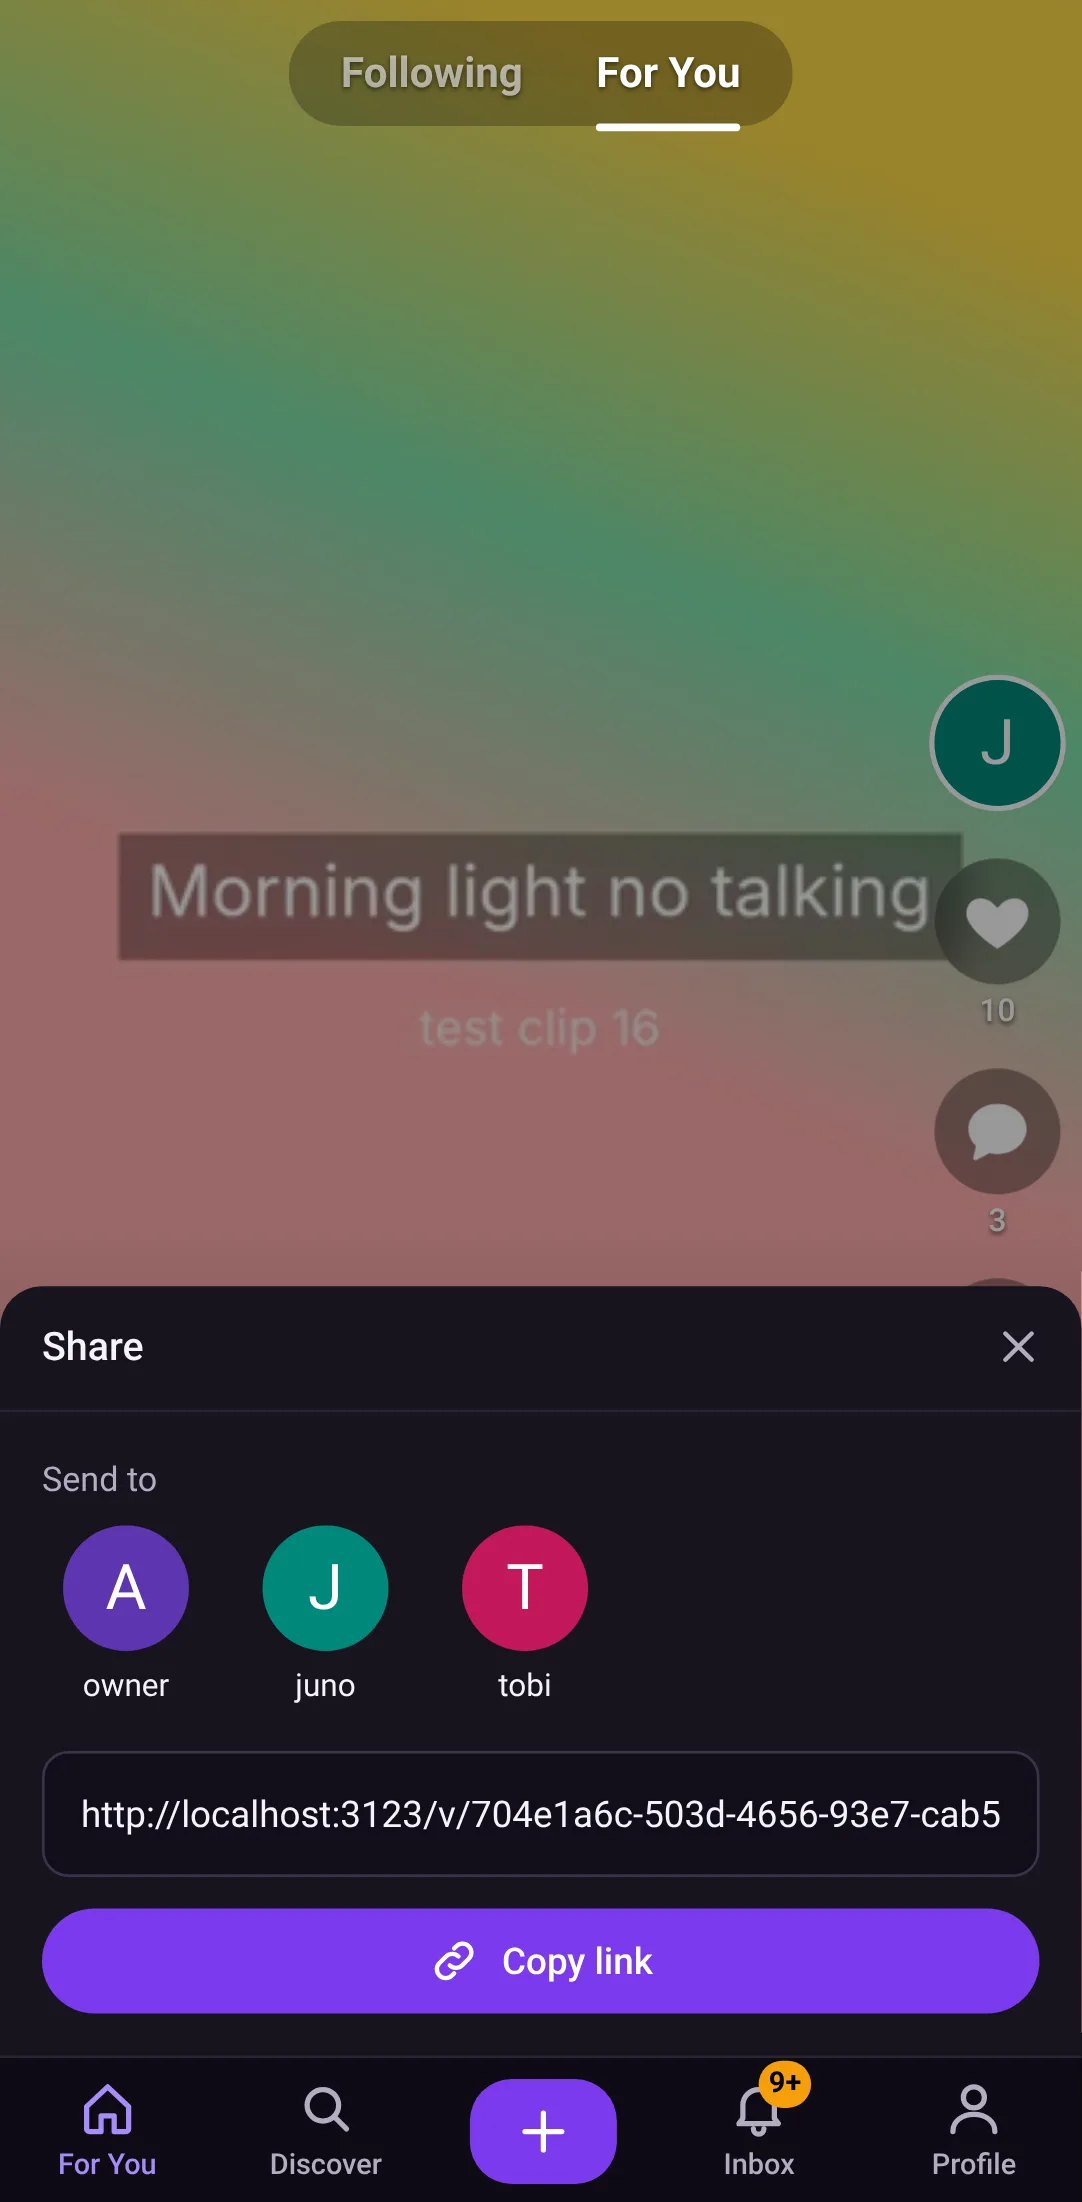 Following For You
J
Morning light no talking
10
test clip 16
3
Share
Send to
A J T
owner juno tobi
http://localhost:3123/v/704e1a6c-503d-4656-93e7-cab5
Copy link
9+
For You Discover Inbox Profile